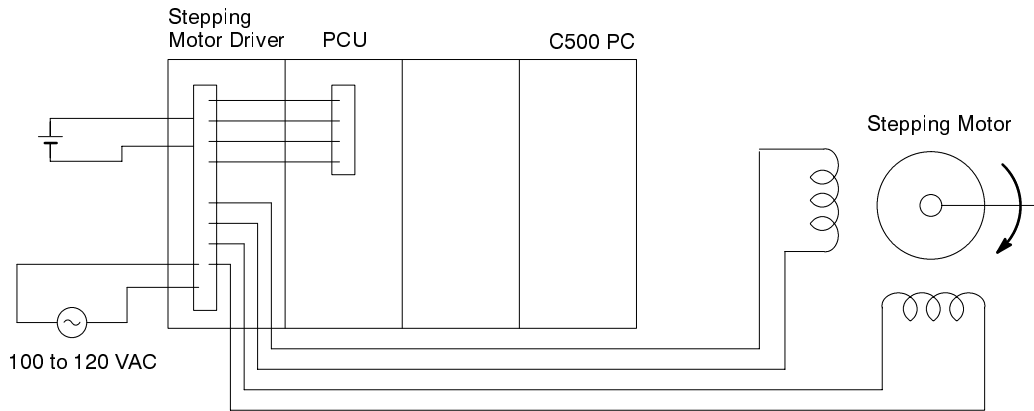 Stepping
Motor Driver
PCU
C500 PC
Stepping Motor
100 to 120 VAC